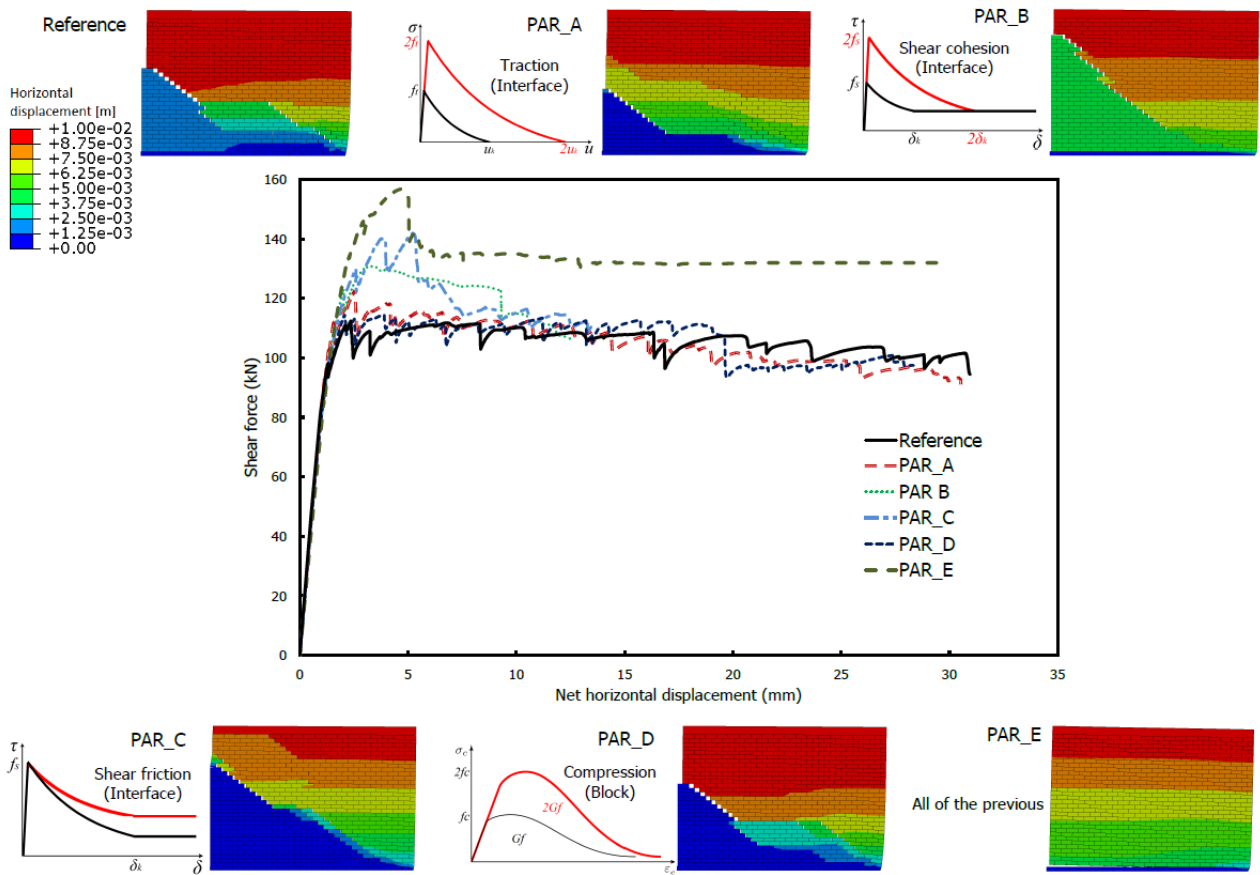 Reference
Horizontal
displacement [m]
+1.00e-02
+8.75e-03
+7.50e-03
+5.00e-03
+3.75e-03
+2.50e-03
+1.25e-03
+0.00
PAR_A
σ
2ft
ft
Traction
(Interface)
uk
2uk
u
PAR_B
τ
2fs
fs
Shear cohesion
(Interface)
δk
2δk
δ
160
140
120
100
80
60
40
20
0
Shear force (kN)
0 5 10 15 20 25 30 35
Net horizontal displacement (mm)
Reference
PAR_A
PAR B
PAR_C
PAR_D
PAR_E
PAR_C
τ
fs
Shear friction
(Interface)
δk
δ
PAR_D
σc
2fc
fc
Compression
(Block)
2Gf
Gf
εc
PAR_E
All of the previous